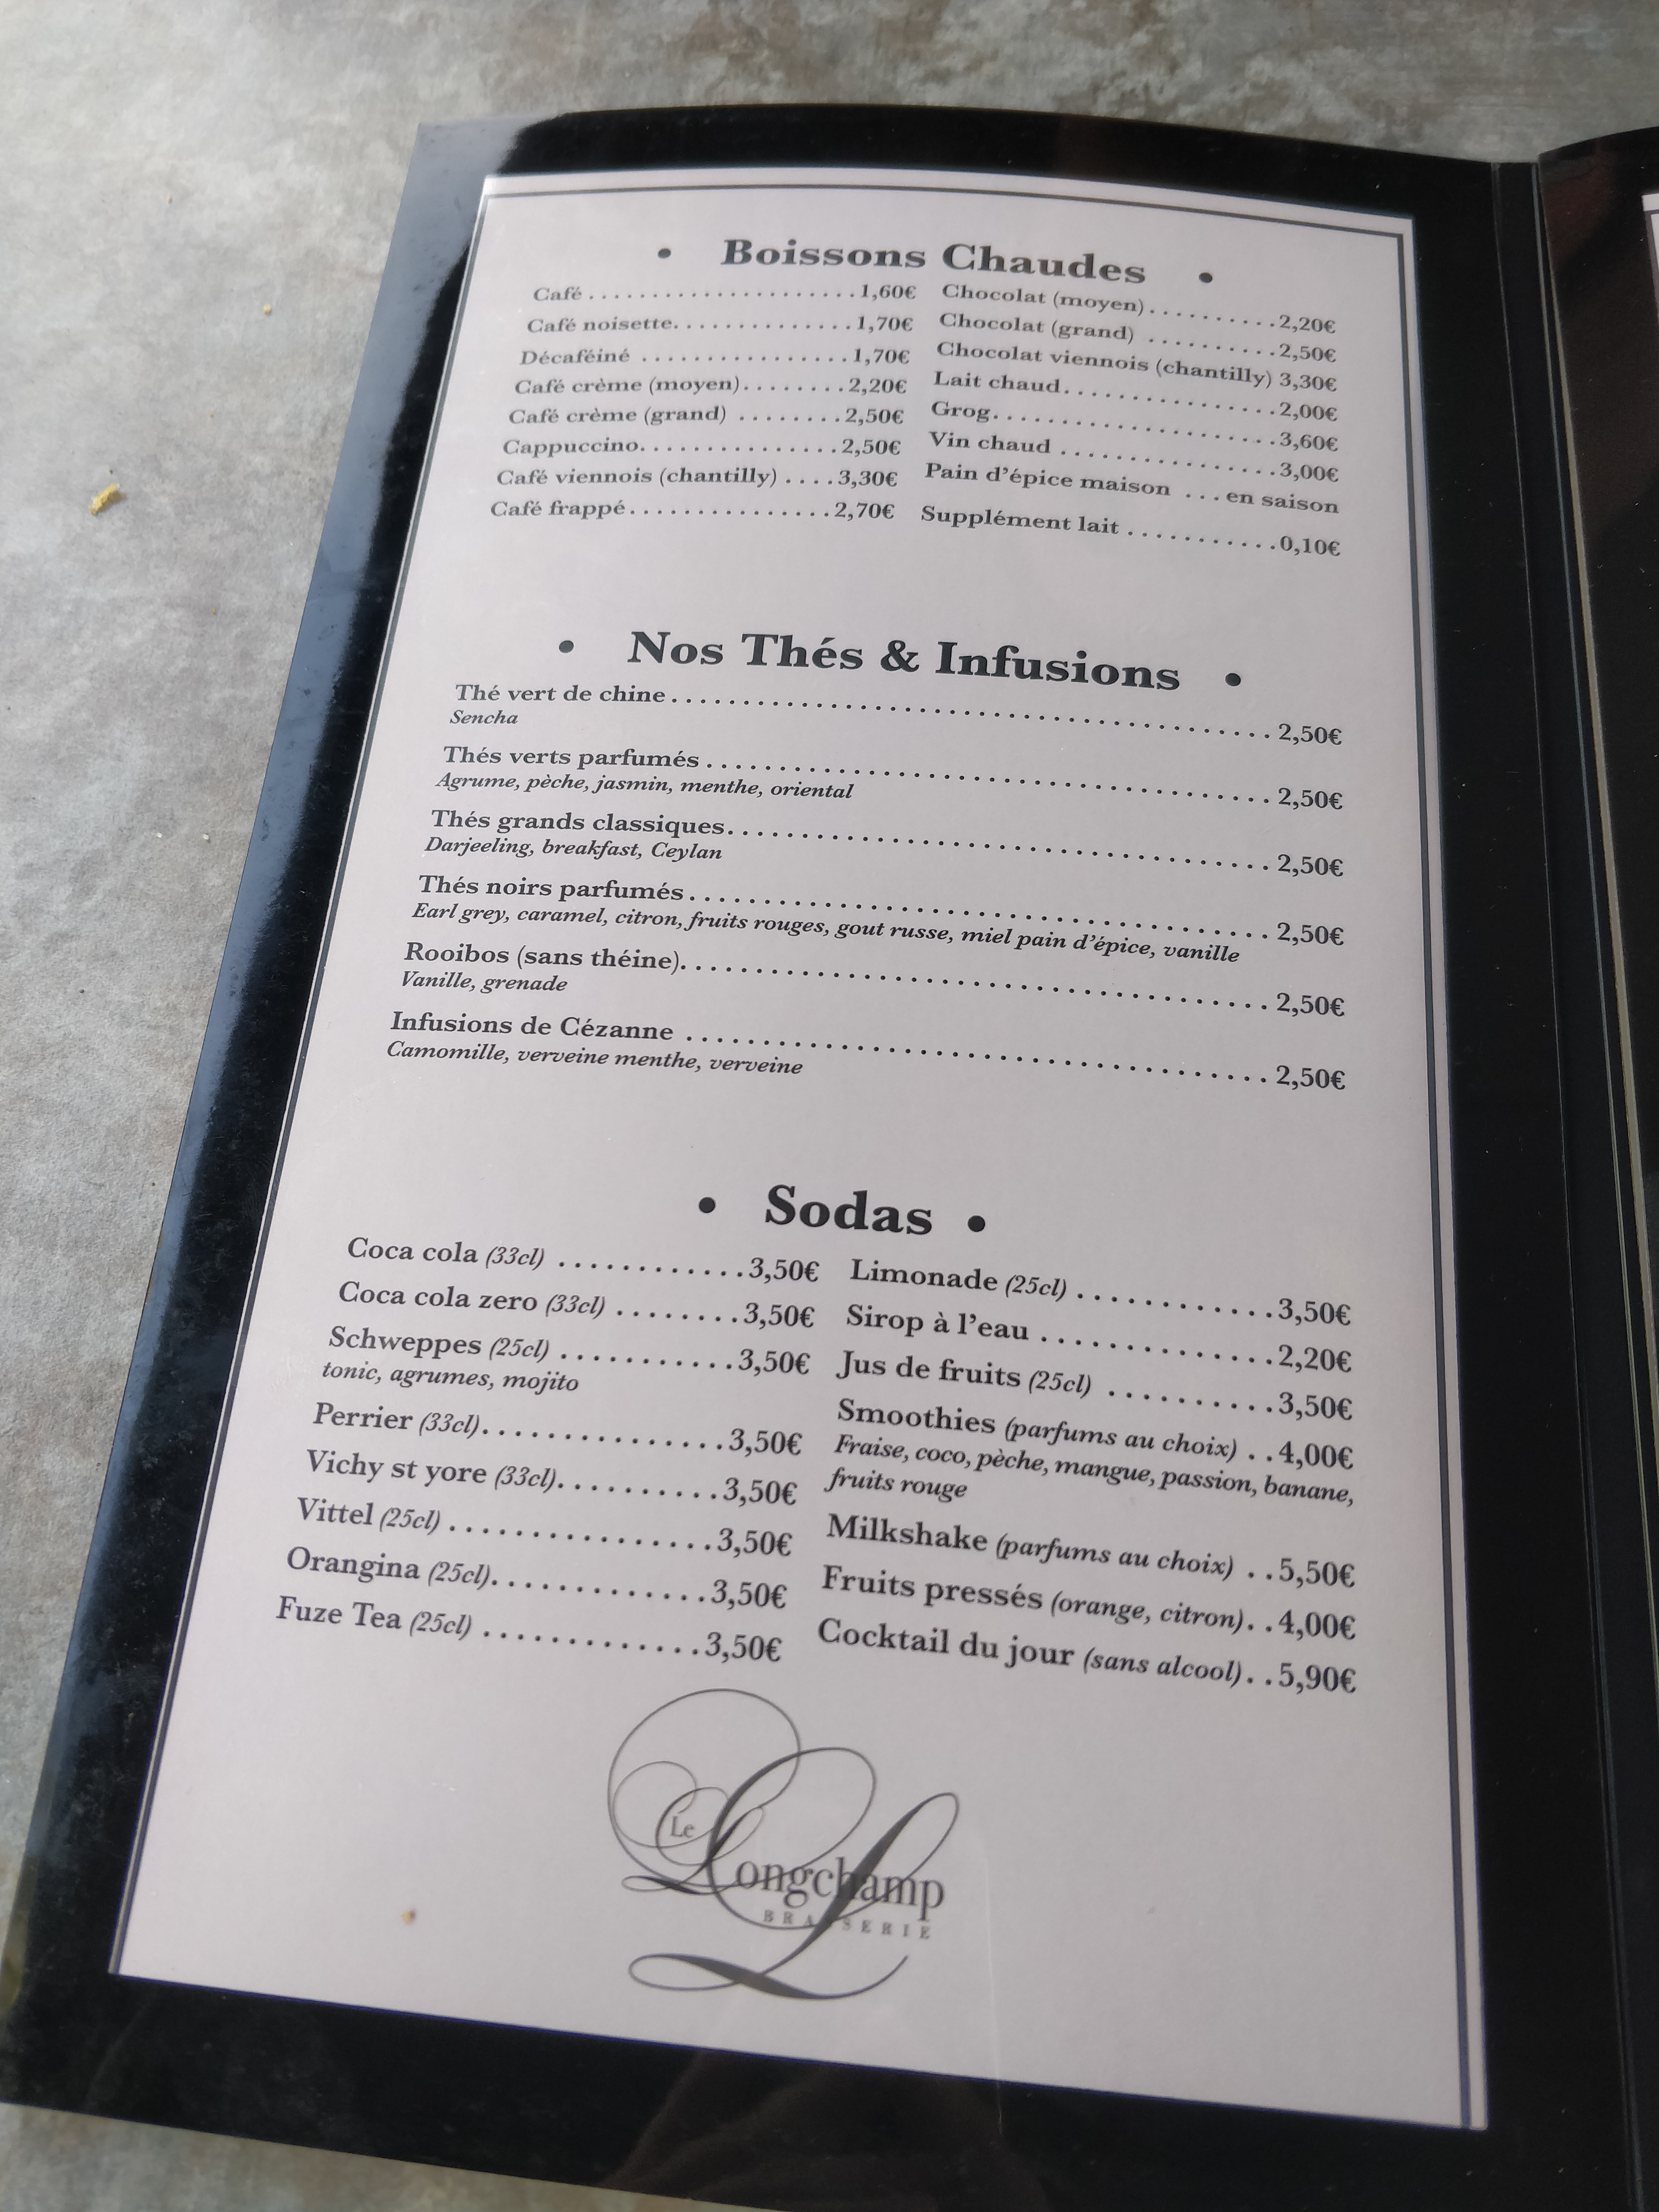 • Boissons Chaudes •
Café.....................1,60€
Café noisette..............1,70€
Décaféiné .................1,70€
Café crème (moyen)........2,20€
Café crème (grand) ........2,50€
Cappuccino................2,50€
Café viennois (chantilly) ....3,30€
Café frappé................2,70€
Chocolat (moyen)..........2,20€
Chocolat (grand) ..........2,50€
Chocolat viennois (chantilly) 3,30€
Lait chaud.................2,00€
Grog......................3,60€
Vin chaud .................3,00€
Pain d'épice maison ...en saison
Supplément lait ............0,10€
• Nos Thés & Infusions •
Thé vert de chine..........................................2,50€
Sencha
Thés verts parfumés.......................................2,50€
Agrume, pèche, jasmin, menthe, oriental
Thés grands classiques.....................................2,50€
Darjeeling, breakfast, Ceylan
Thés noirs parfumés.......................................2,50€
Earl grey, caramel, citron, fruits rouges, gout russe, miel pain d'épice, vanille
Rooibos (sans théine).......................................2,50€
Vanille, grenade
Infusions de Cézanne ......................................2,50€
Camomille, verveine menthe, verveine
• Sodas •
Coca cola (33cl) ............3,50€
Coca cola zero (33cl) ........3,50€
Schweppes (25cl) ...........3,50€
tonic, agrumes, mojito
Perrier (33cl)................3,50€
Vichy st yore (33cl)..........3,50€
Vittel (25cl) .................3,50€
Orangina (25cl)..............3,50€
Fuze Tea (25cl) ..............3,50€
Limonade (25cl) .............3,50€
Sirop à l'eau ...............2,20€
Jus de fruits (25cl) ...........3,50€
Smoothies (parfums au choix) ..4,00€
Fraise, coco, pèche, mangue, passion, banane,
fruits rouge
Milkshake (parfums au choix) ..5,50€
Fruits pressés (orange, citron)..4,00€
Cocktail du jour (sans alcool)..5,90€
Le
Longchamp
BRASSERIE
L